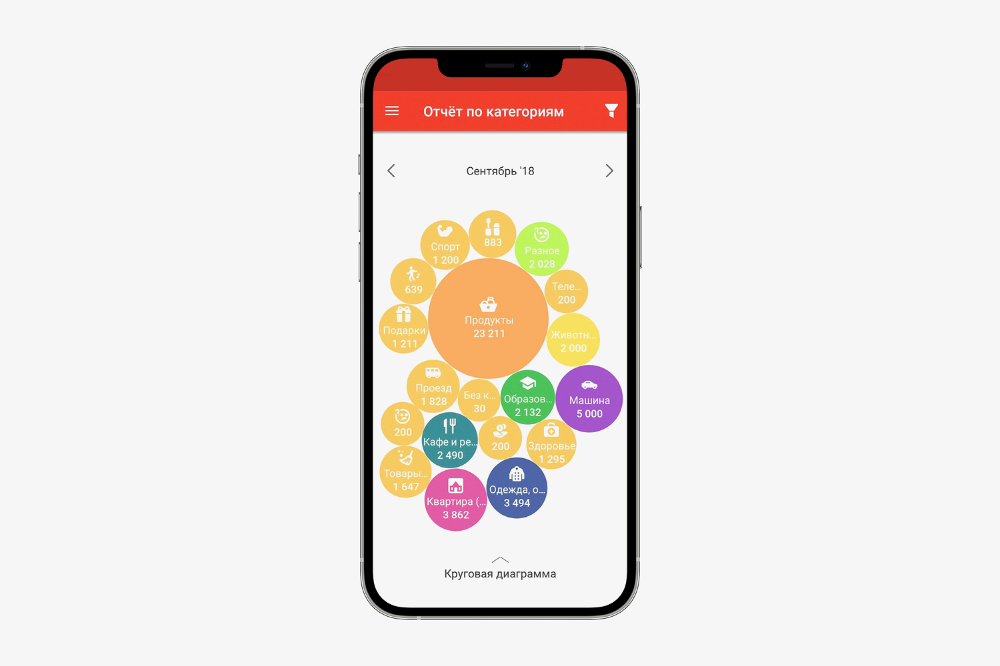 Отчёт по категориям
Сентябрь '18
883
Спорт
1 200
Разное
2 028
639
Теле...
200
Продукты
23 211
Подарки
1 211
Животн...
2 000
Проезд
1 828
Без к...
30
Образов...
2 132
Машина
5 000
200
Кафе и ре...
2 490
200
Здоровье
1 295
Товары...
1 647
Квартира (...
3 862
Одежда, о...
3 494
Круговая диаграмма